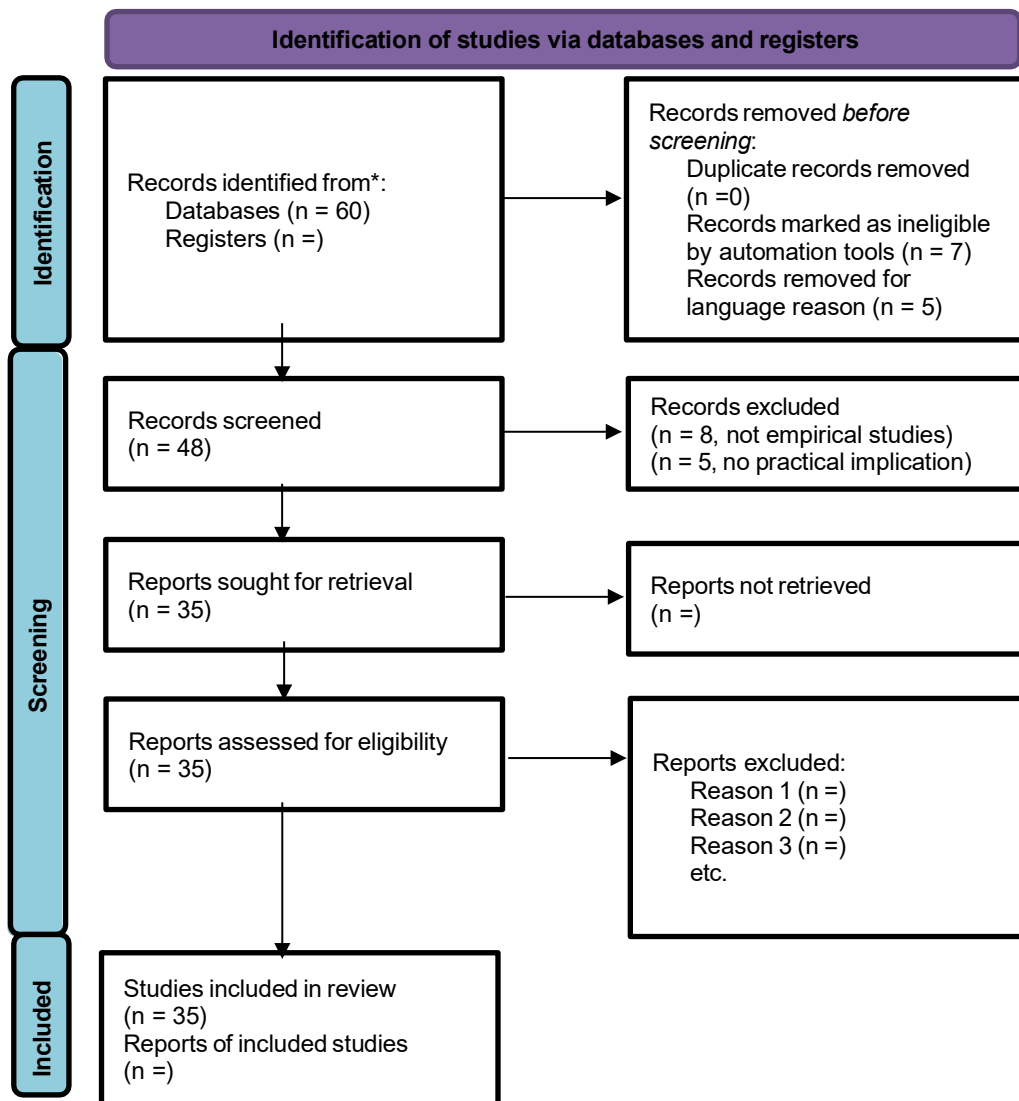 Identification of studies via databases and registers
Identification
Records identified from*:
Databases (n = 60)
Registers (n =)
Records removed before
screening:
Duplicate records removed
(n =0)
Records marked as ineligible
by automation tools (n = 7)
Records removed for
language reason (n = 5)
Screening
Records screened
(n = 48)
Records excluded
(n = 8, not empirical studies)
(n = 5, no practical implication)
Reports sought for retrieval
(n = 35)
Reports not retrieved
(n =)
Reports assessed for eligibility
(n = 35)
Reports excluded:
Reason 1 (n =)
Reason 2 (n =)
Reason 3 (n =)
etc.
Included
Studies included in review
(n = 35)
Reports of included studies
(n =)